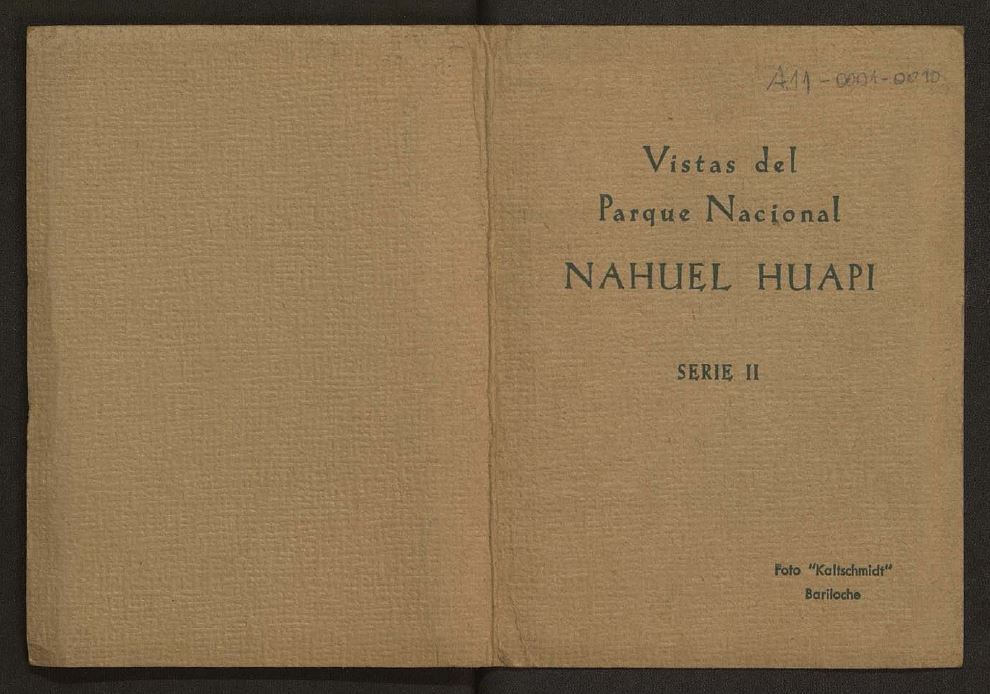 A11-0001-0010
Vistas del
Parque Nacional
NAHUEL HUAPI
SERIE II
Foto "Kaltschmidt"
Bariloche